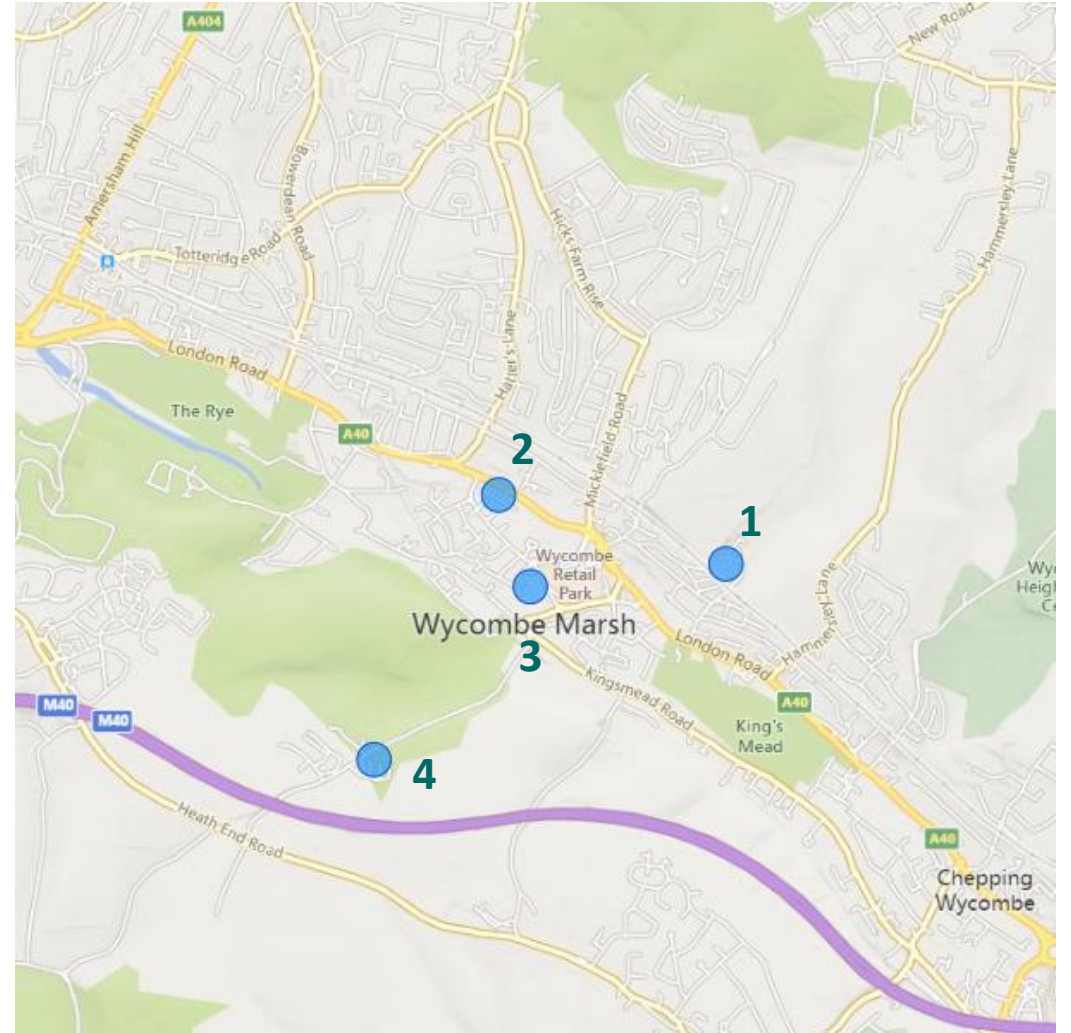 A404
New Road
Amersham Hill
Bowerdean Road
Hammersley Lane
Totteridge Road
Hicks Farm Rise
London Road
Hatter's Lane
The Rye
A40
Micklefield Road
2
1
Wycombe
Retail
Park
Wycombe Marsh
3
Hammersley Lane
London Road
Kingsmead Road
M40
M40
A40
King's
Mead
4
Heath End Road
A40
Chepping
Wycombe